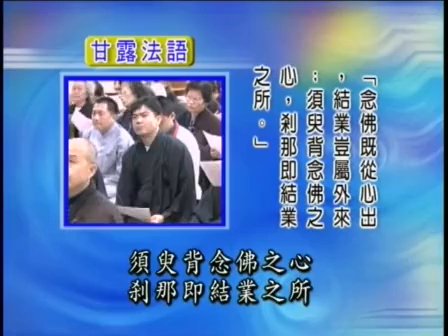 甘露法語
「念佛既從心出
，結業豈屬外來
；須臾背念佛之
心，剎那即結業
之所．」
須臾背念佛之心
剎那即結業之所